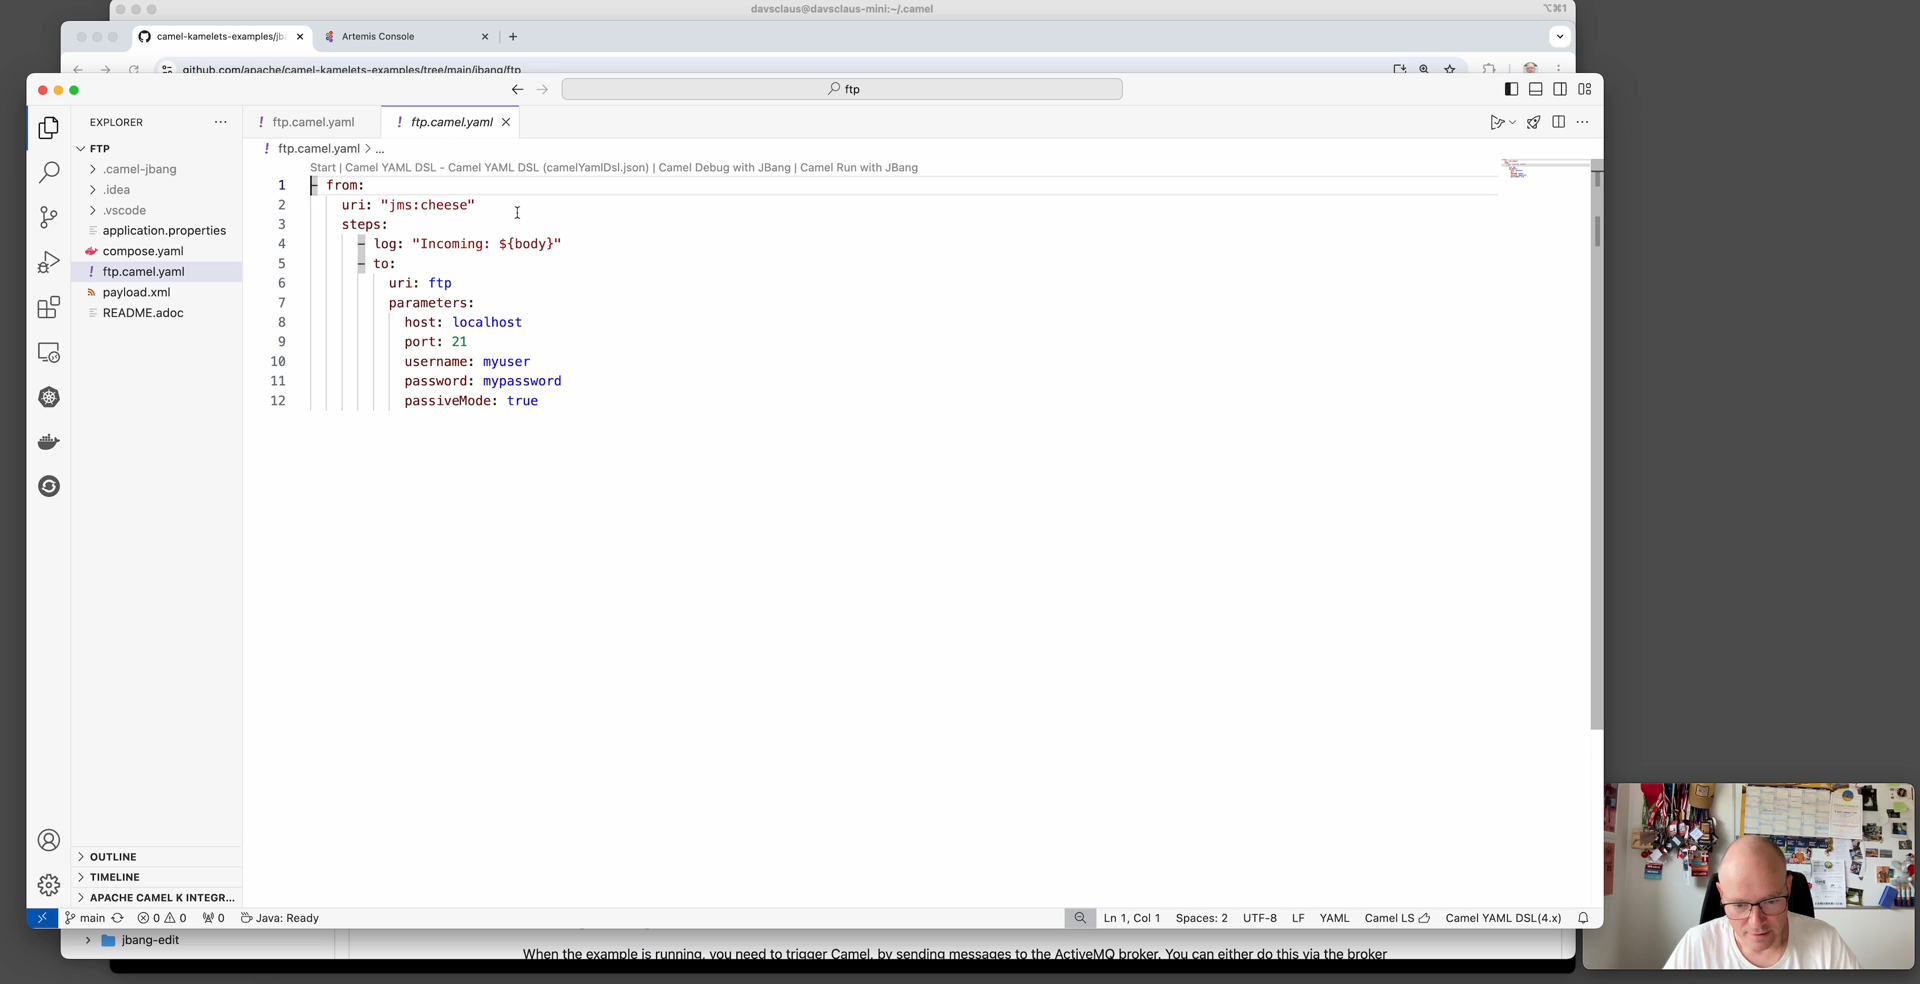 davsclaus@davsclaus-mini:~/.camel
⌥⌘1
camel-kamelets-examples/jb
Artemis Console
github.com/apache/camel-kamelets-examples/tree/main/jbang/ftp
ftp
EXPLORER
ftp.camel.yaml
ftp.camel.yaml
FTP
.camel-jbang
.idea
.vscode
application.properties
compose.yaml
ftp.camel.yaml
payload.xml
README.adoc
ftp.camel.yaml > ...
Start | Camel YAML DSL - Camel YAML DSL (camelYamlDsl.json) | Camel Debug with JBang | Camel Run with JBang
1 - from:
2 uri: "jms:cheese"
3 steps:
4 - log: "Incoming: ${body}"
5 - to:
6 uri: ftp
7 parameters:
8 host: localhost
9 port: 21
10 username: myuser
11 password: mypassword
12 passiveMode: true
OUTLINE
TIMELINE
APACHE CAMEL K INTEGR...
main
0 0
0
Java: Ready
Ln 1, Col 1
Spaces: 2
UTF-8
LF
YAML
Camel LS
Camel YAML DSL(4.x)
jbang-edit
When the example is running, you need to trigger Camel, by sending messages to the ActiveMQ broker. You can either do this via the broker